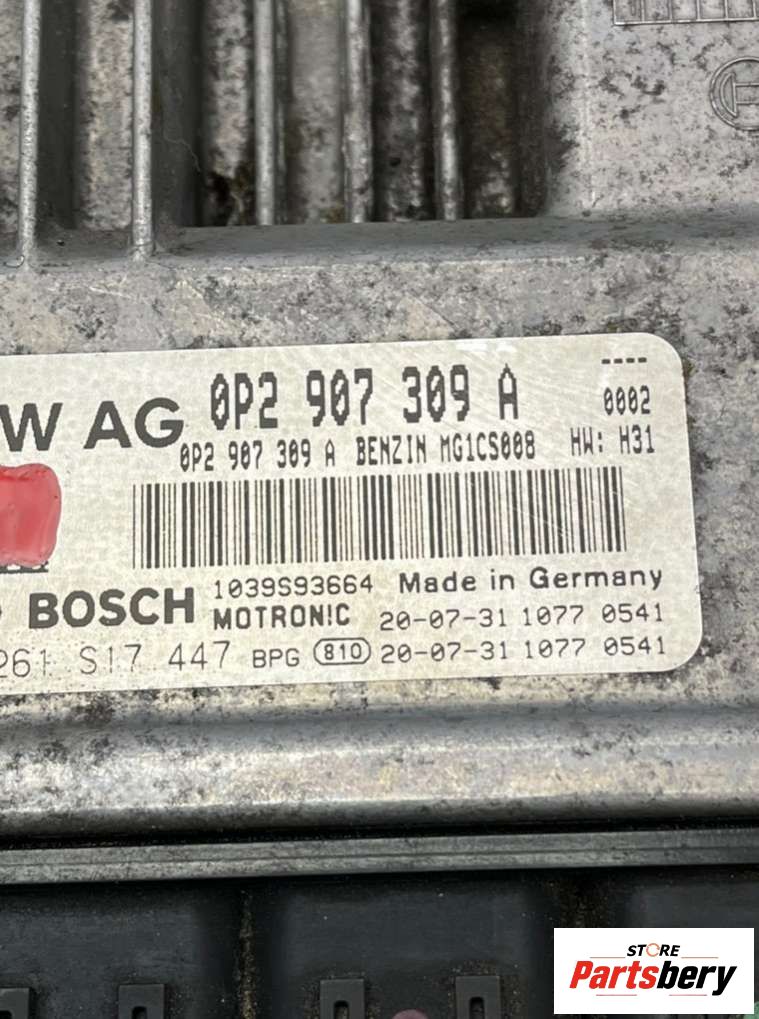 W AG 0P2 907 309 A ----
0002
0P2 907 309 A BENZIN MG1CS008 HW: H31
BOSCH 1039S93664 Made in Germany
MOTRONIC 20-07-31 1077 0541
261 S17 447 BPG 810 20-07-31 1077 0541
STORE
Partsbery